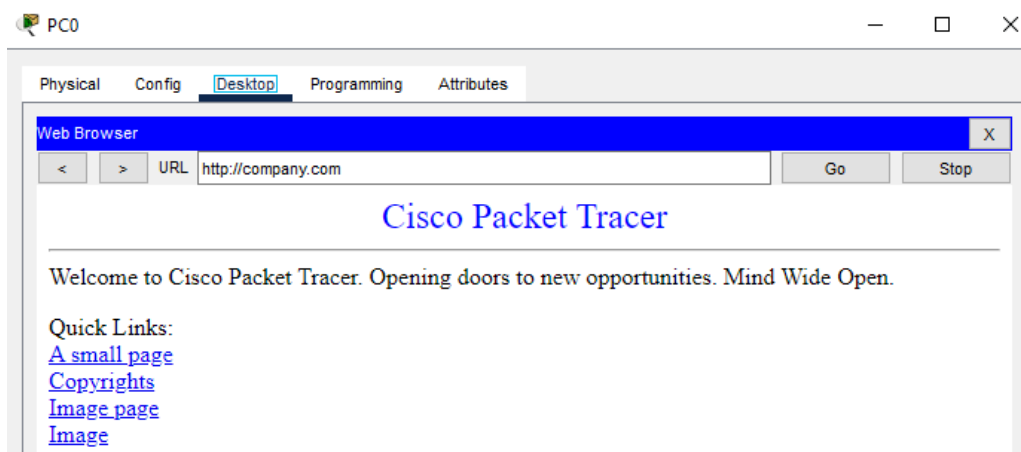 PC0
Physical Config Desktop Programming Attributes
Web Browser X
< > URL http://company.com Go Stop
Cisco Packet Tracer
Welcome to Cisco Packet Tracer. Opening doors to new opportunities. Mind Wide Open.
Quick Links:
A small page
Copyrights
Image page
Image